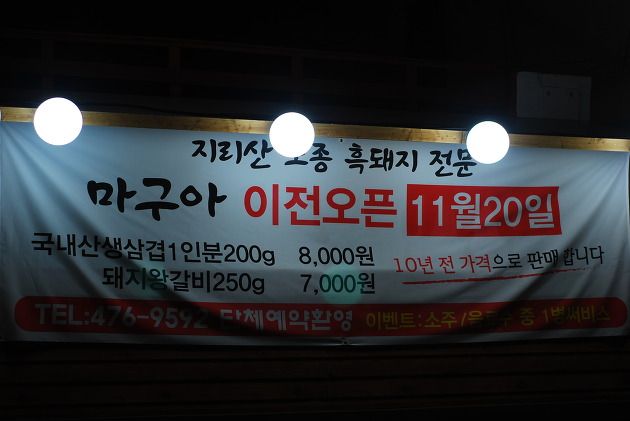 지리산 토종 흑돼지 전문
마구아 이전오픈 11월20일
국내산생삼겹1인분200g 8,000원
돼지왕갈비250g 7,000원
10년 전 가격으로 판매합니다
TEL:476-9592 단체예약환영 이벤트:소주/음료수 중 1병써비스